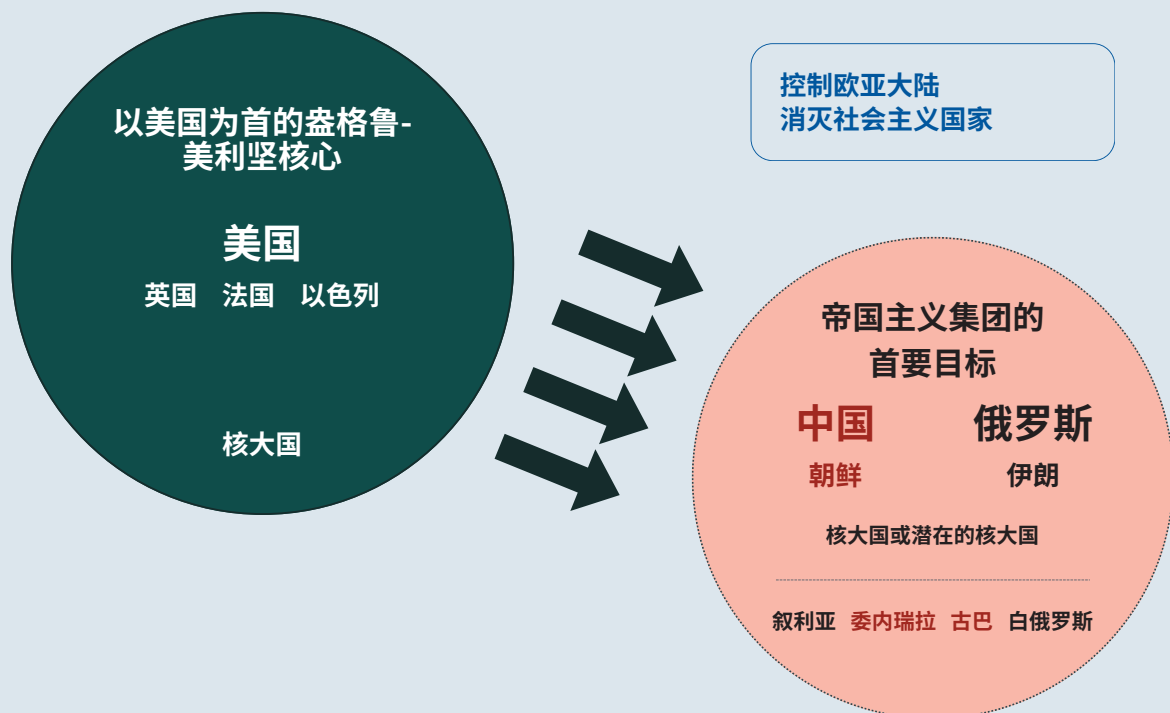 以美国为首的盎格鲁-
美利坚核心
美国
英国 法国 以色列
核大国
控制欧亚大陆
消灭社会主义国家
帝国主义集团的
首要目标
中国 俄罗斯
朝鲜 伊朗
核大国或潜在的核大国
叙利亚 委内瑞拉 古巴 白俄罗斯